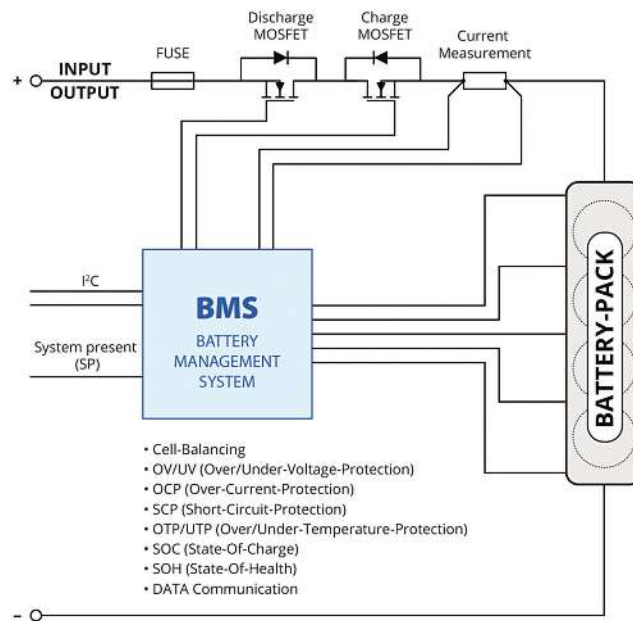 Discharge
MOSFET
Charge
MOSFET
Current
Measurement
FUSE
+
INPUT
OUTPUT
BATTERY-PACK
I²C
System present
(SP)
BMS
BATTERY
MANAGEMENT
SYSTEM
• Cell-Balancing
• OV/UV (Over/Under-Voltage-Protection)
• OCP (Over-Current-Protection)
• SCP (Short-Circuit-Protection)
• OTP/UTP (Over/Under-Temperature-Protection)
• SOC (State-Of-Charge)
• SOH (State-Of-Health)
• DATA Communication
–